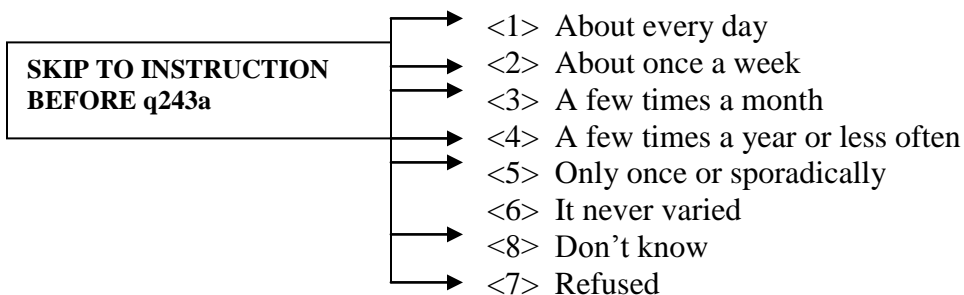 SKIP TO INSTRUCTION
BEFORE q243a
<1> About every day
<2> About once a week
<3> A few times a month
<4> A few times a year or less often
<5> Only once or sporadically
<6> It never varied
<8> Don’t know
<7> Refused